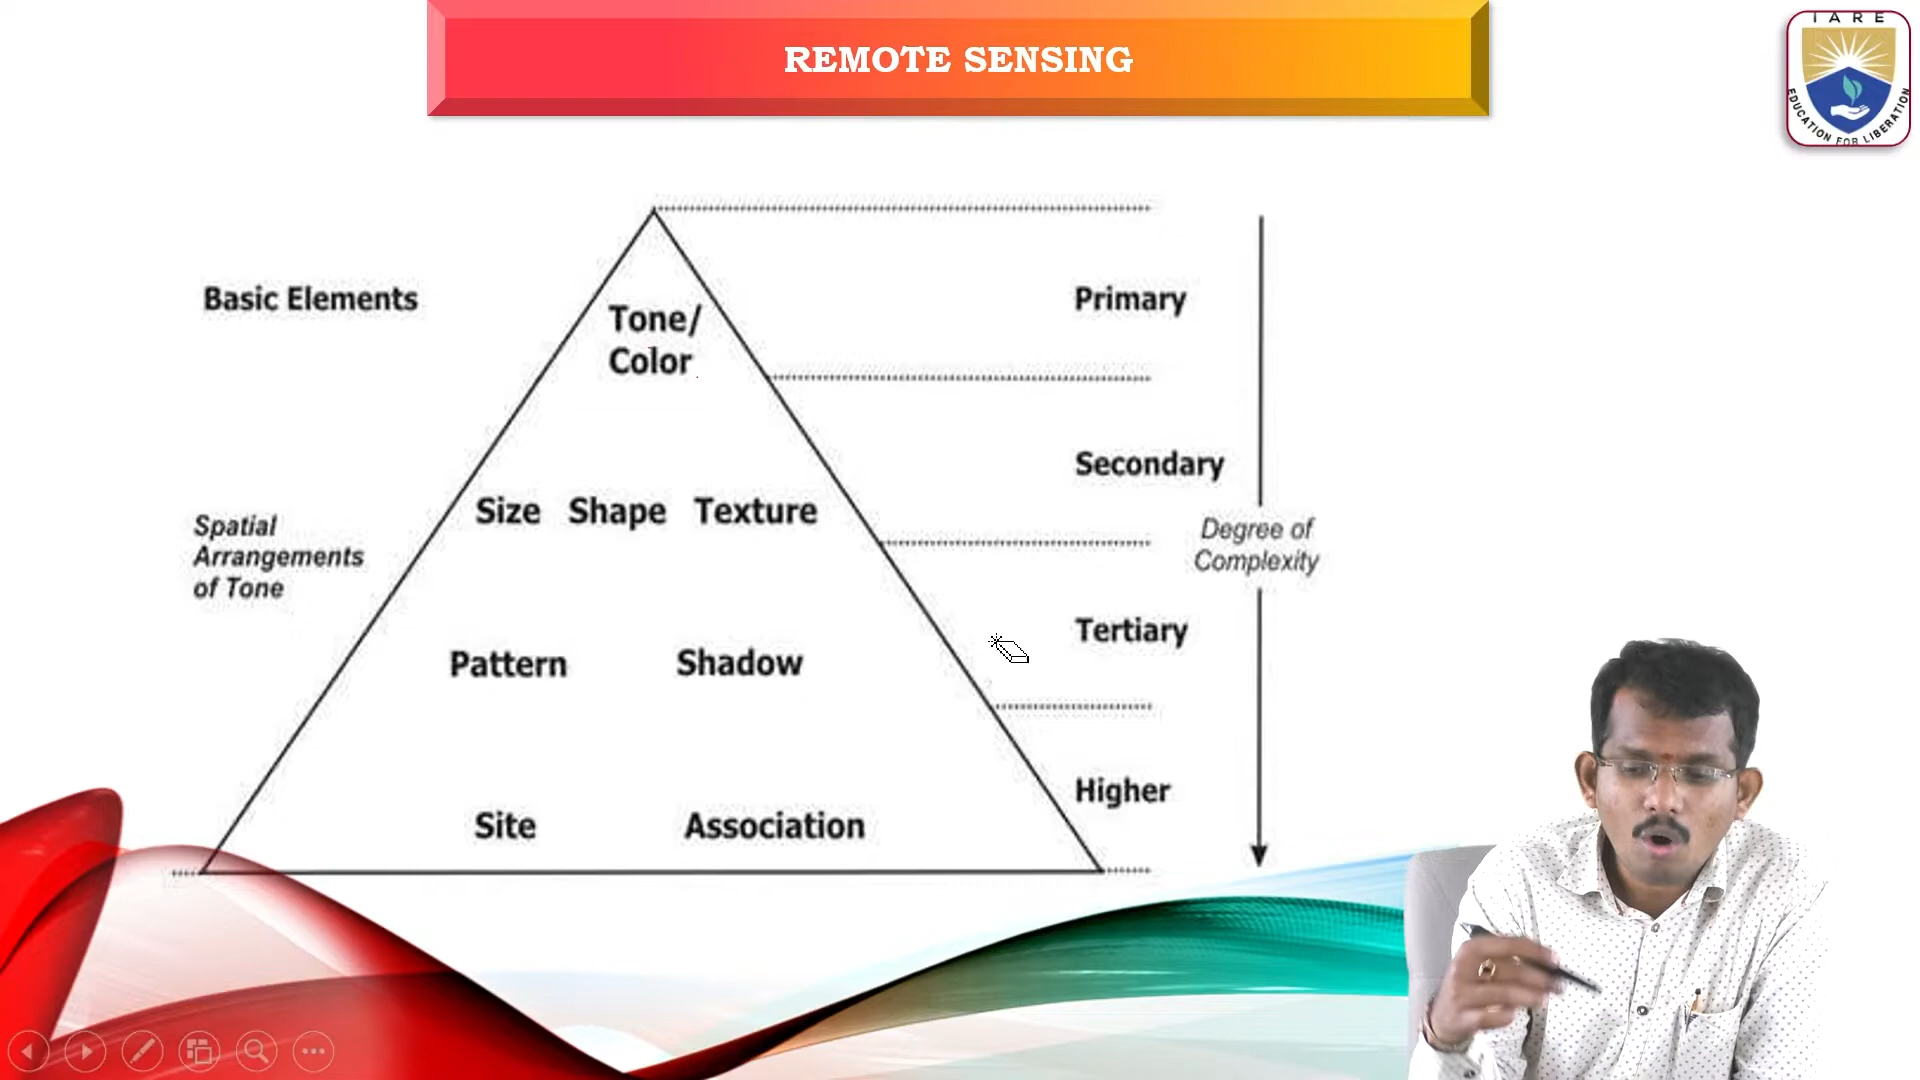 REMOTE SENSING
IARE
EDUCATION FOR LIBERATION
Basic Elements
Primary
Tone/
Color
Secondary
Size Shape Texture
Spatial
Arrangements
of Tone
Degree of
Complexity
Tertiary
Pattern Shadow
Higher
Site Association